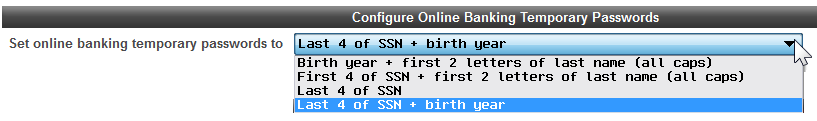 Configure Online Banking Temporary Passwords
Set online banking temporary passwords to Last 4 of SSN + birth year
Birth year + first 2 letters of last name (all caps)
First 4 of SSN + first 2 letters of last name (all caps)
Last 4 of SSN
Last 4 of SSN + birth year